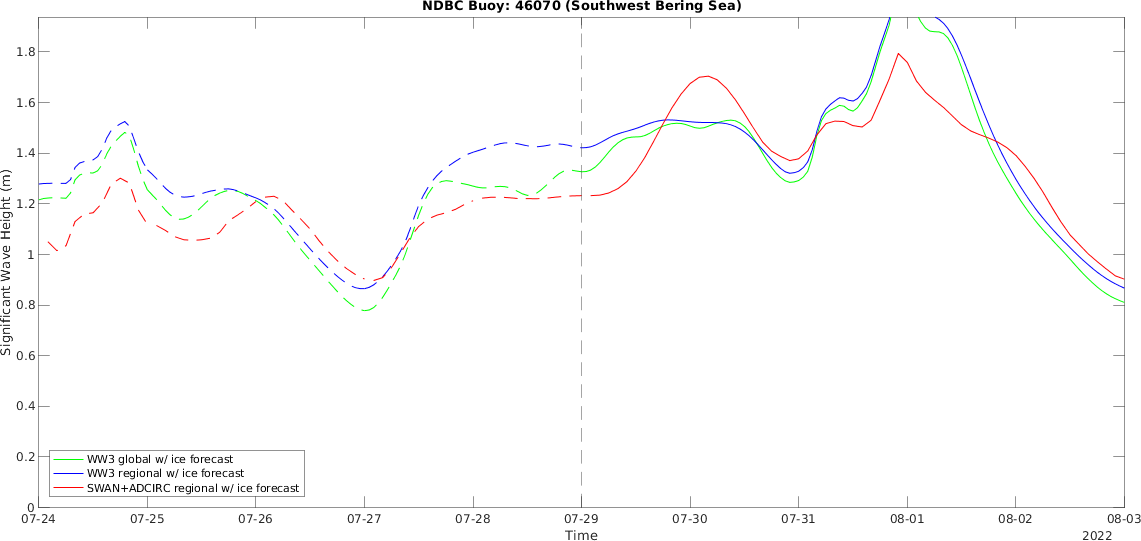 NDBC Buoy: 46070 (Southwest Bering Sea)
Significant Wave Height (m)
1.8
1.6
1.4
1.2
1
0.8
0.6
0.4
0.2
0
WW3 global w/ ice forecast
WW3 regional w/ ice forecast
SWAN+ADCIRC regional w/ ice forecast
07-24 07-25 07-26 07-27 07-28 07-29 07-30 07-31 08-01 08-02 08-03
Time
2022